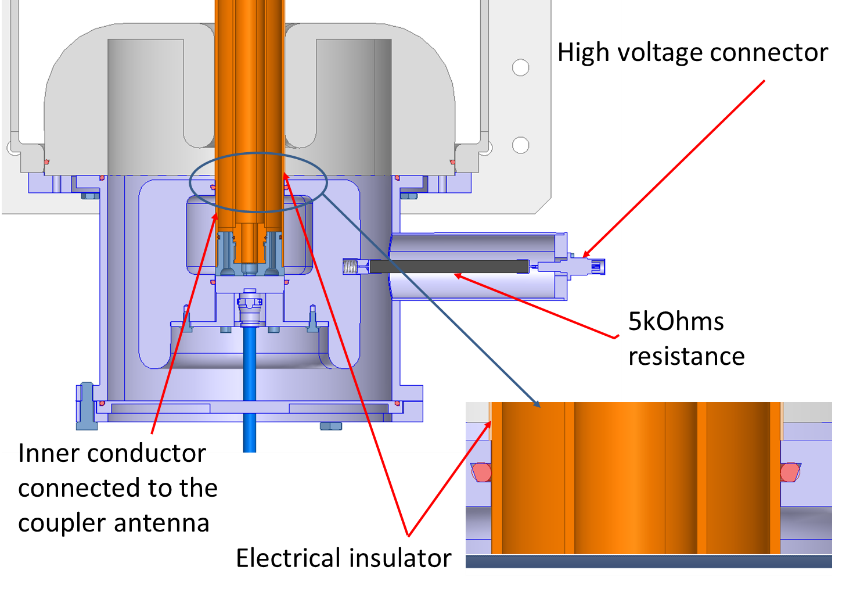 High voltage connector
5kOhms
resistance
Inner conductor
connected to the
coupler antenna
Electrical insulator